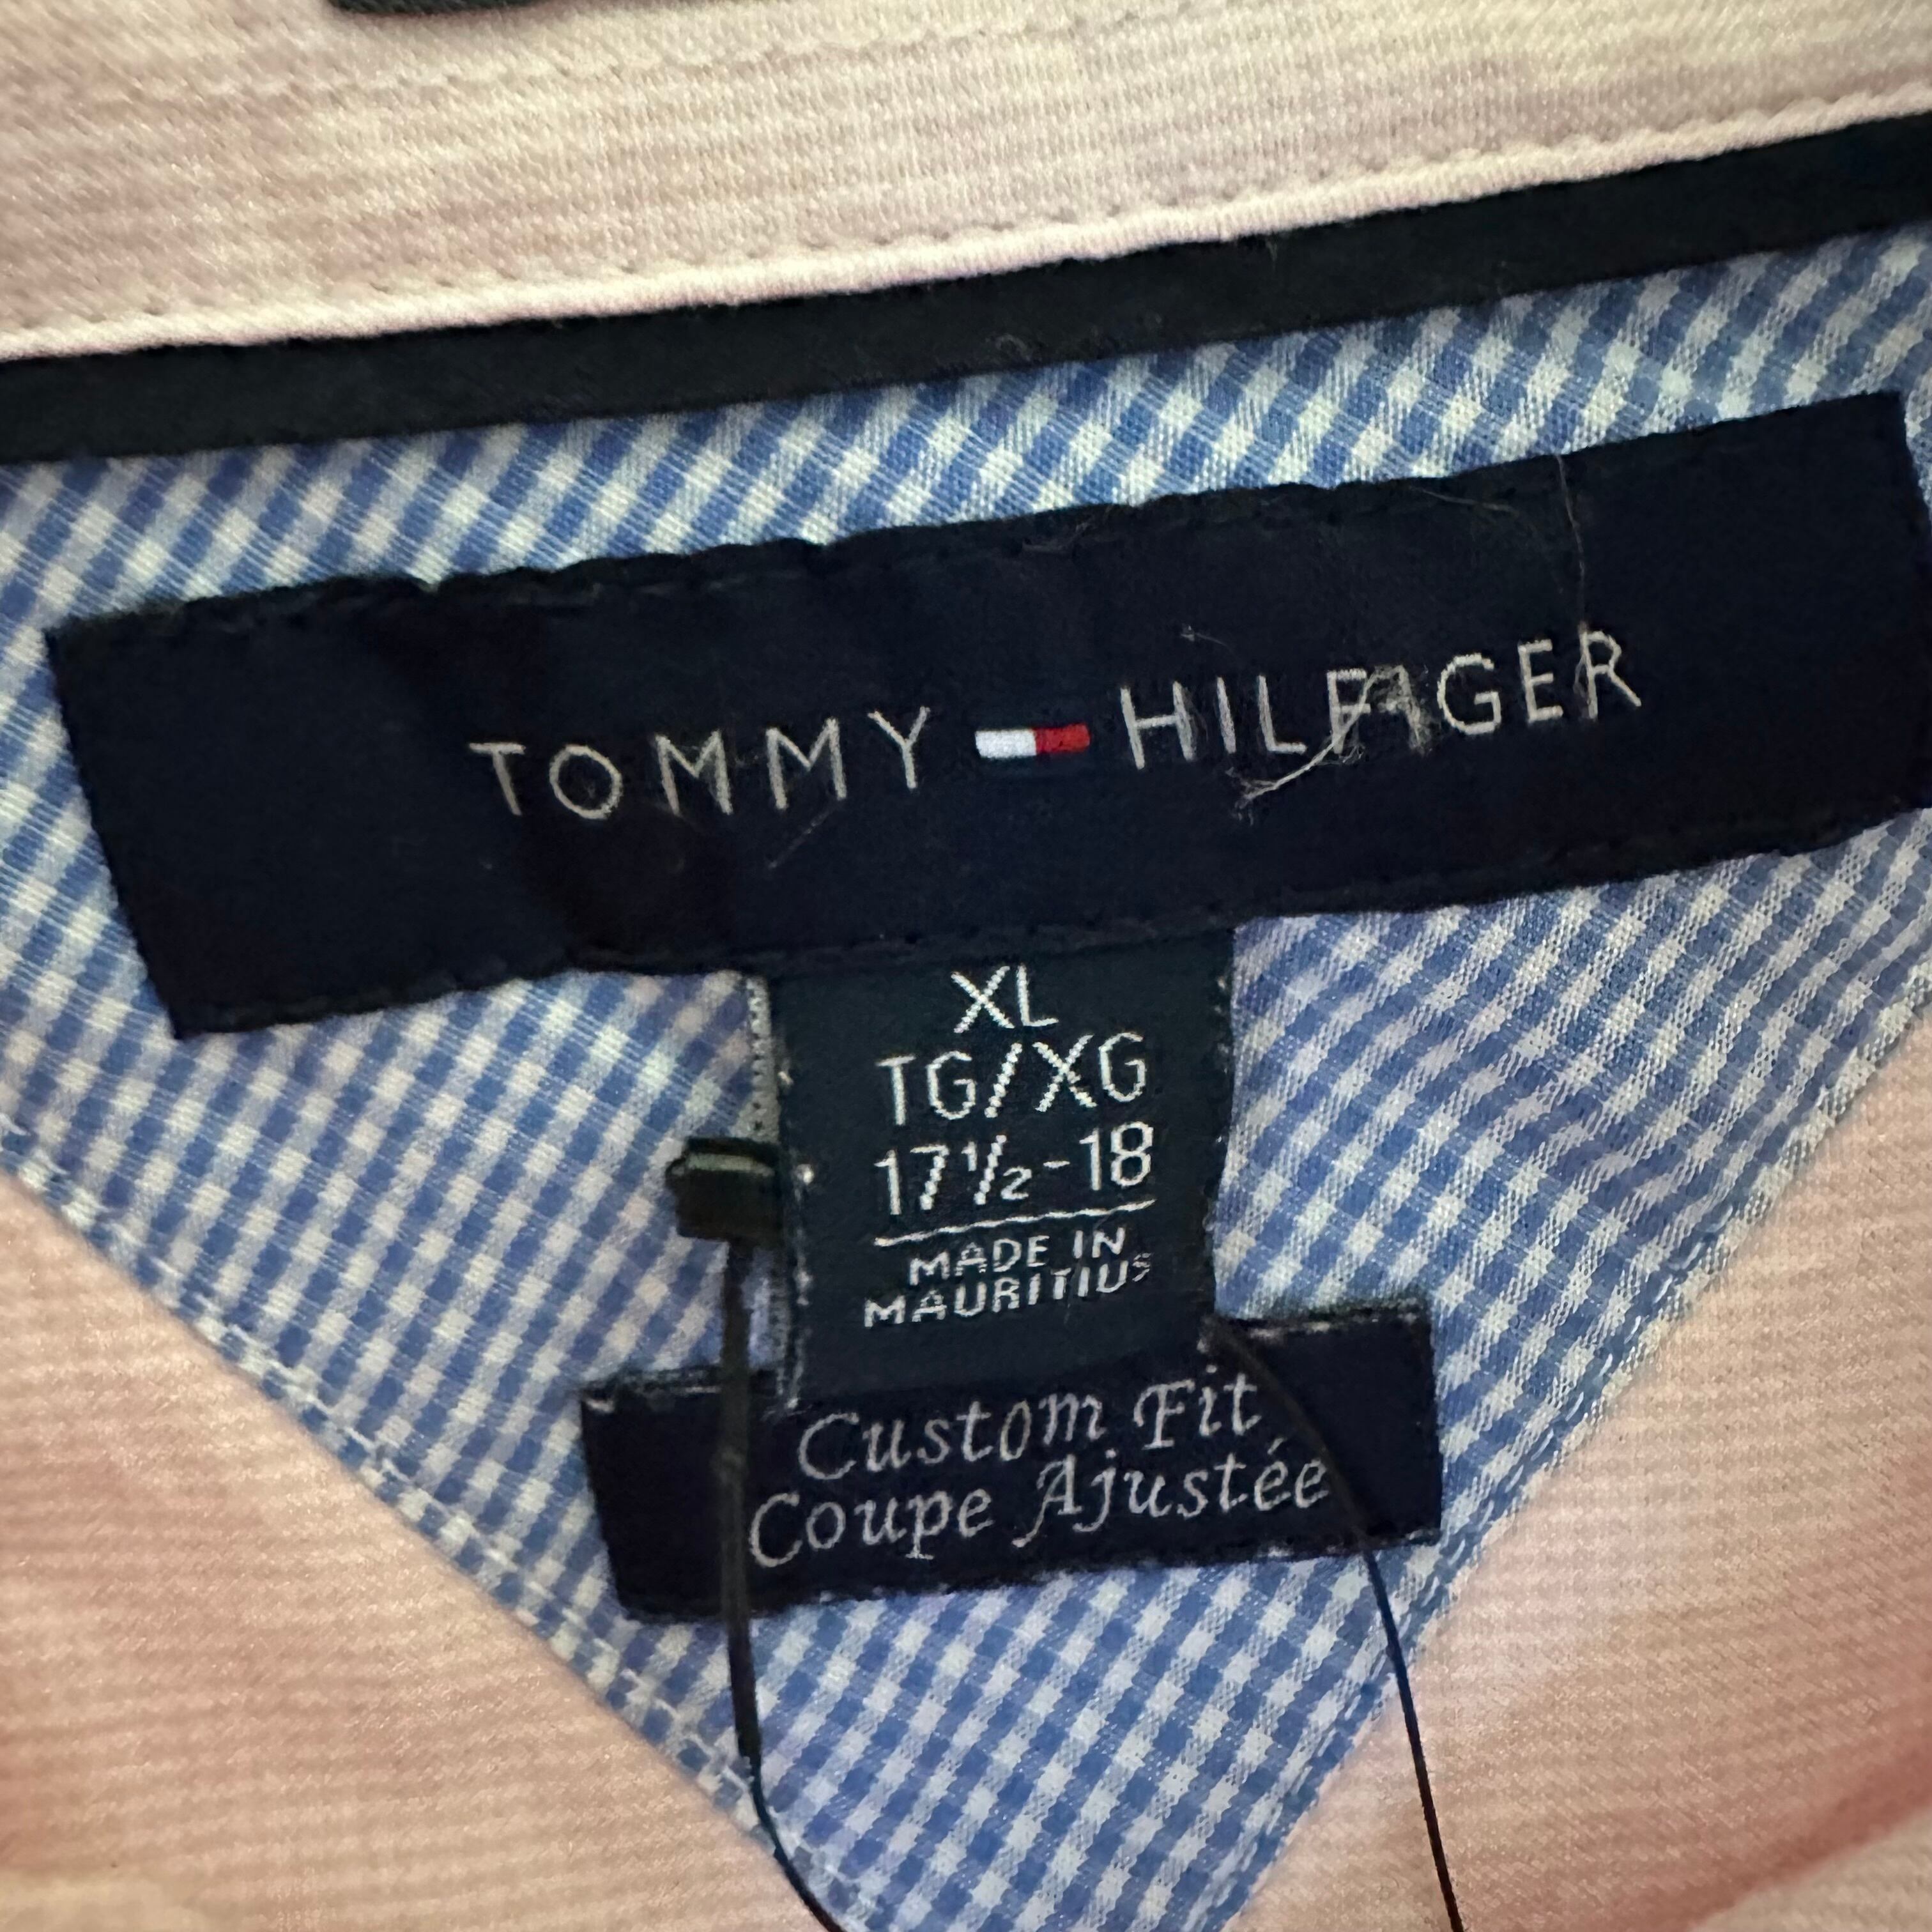 TOMMY HILFIGER
XL
TG/XG
17½-18
MADE IN
MAURITIUS
Custom Fit
Coupe Ajustée